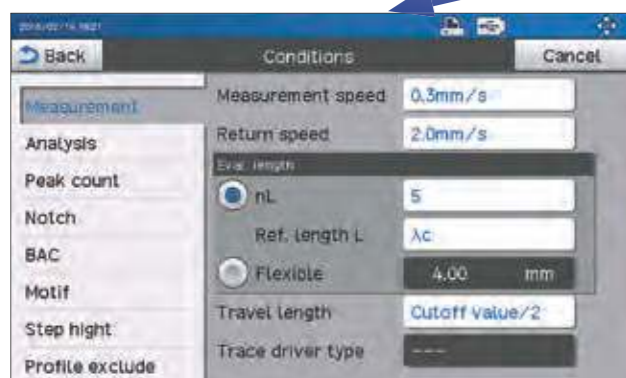 Back Conditions Cancel
Measurement
Analysis
Peak count
Notch
BAC
Motif
Step hight
Profile exclude
Measurement speed 0.3mm/s
Return speed 2.0mm/s
Eval length
nL 5
Ref. length L λc
Flexible 4.00 mm
Travel length Cutoff value/2
Trace driver type ---